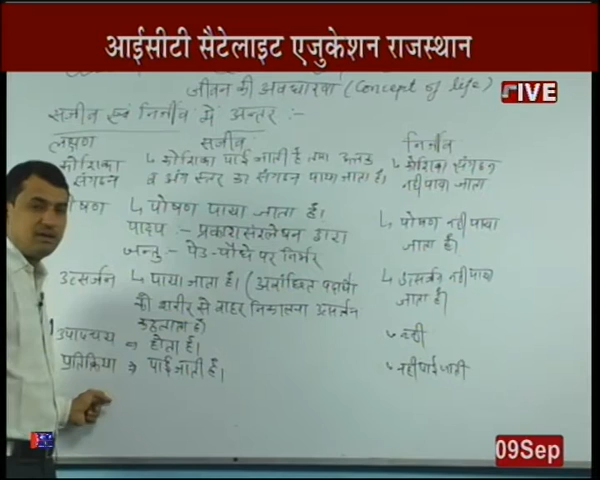 आईसीटी सैटेलाइट एजुकेशन राजस्थान
LIVE
जीवन की अवधारणा (Concept of life)
सजीव एवं निर्जीव में अन्तर :-
लक्षण सजीव निर्जीव
कोशिका संगठन ↳ कोशिका पाई जाती है तथा ऊतक ↳ कोशिका संगठन
व अंग स्तर का संगठन पाया जाता है। नही पाया जाता
पोषण ↳ पोषण पाया जाता है। ↳ पोषण नही पाया
पादप :- प्रकाश संश्लेषण द्वारा जाता है।
जन्तु :- पेड-पौधे पर निर्भर
उत्सर्जन ↳ पाया जाता है। (अवांछित पदार्थो ↳ उत्सर्जन नही पाया
को शरीर से बाहर निकालना उत्सर्जन जाता है।
कहलाता है)
उपापचय होता है। नही
प्रतिक्रिया पाई जाती है। नही पाई जाती
09Sep